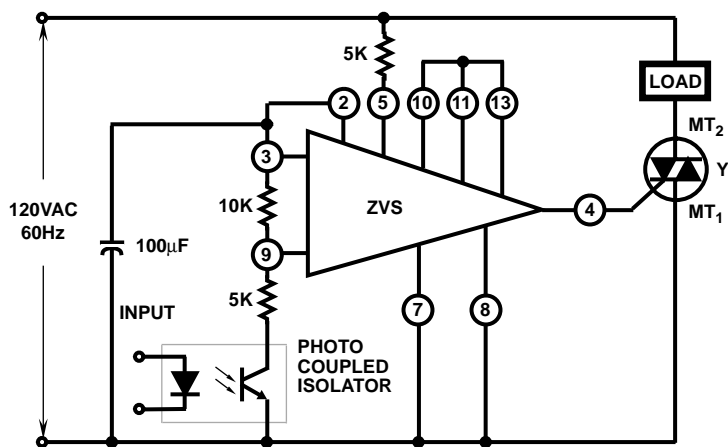 5K
2
5
10
11
13
LOAD
MT2
3
Y
10K
ZVS
4
MT1
120VAC
60Hz
100μF
9
5K
INPUT
7
8
PHOTO
COUPLED
ISOLATOR